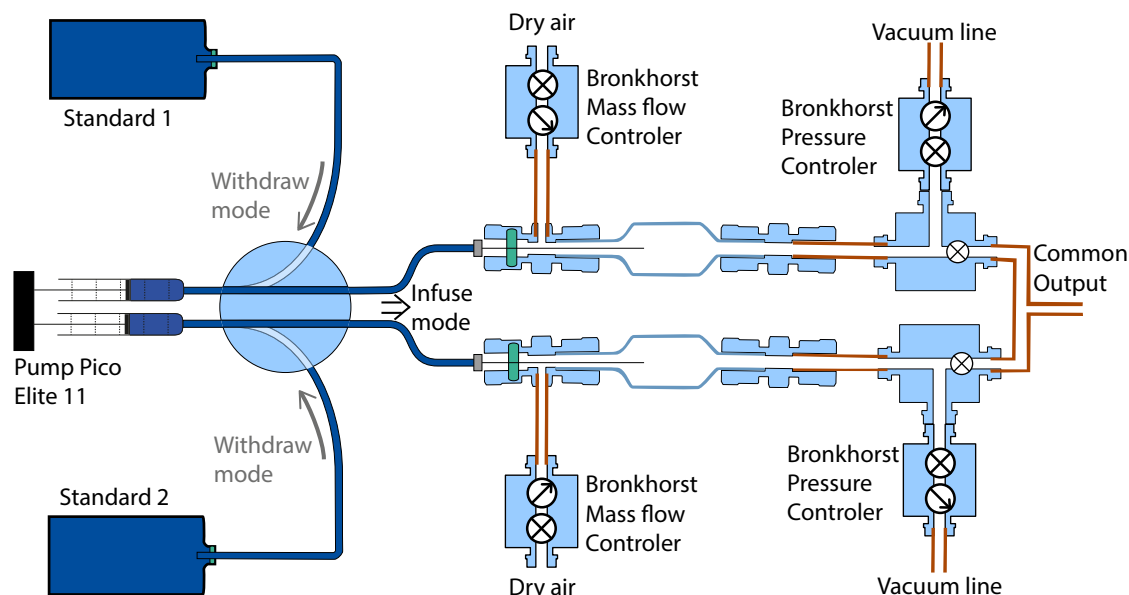 Dry air
Vacuum line
Bronkhorst
Mass flow
Controler
Bronkhorst
Pressure
Controler
Standard 1
Withdraw
mode
Common
Output
Infuse
mode
Pump Pico
Elite 11
Withdraw
mode
Bronkhorst
Pressure
Controler
Bronkhorst
Mass flow
Controler
Standard 2
Dry air
Vacuum line